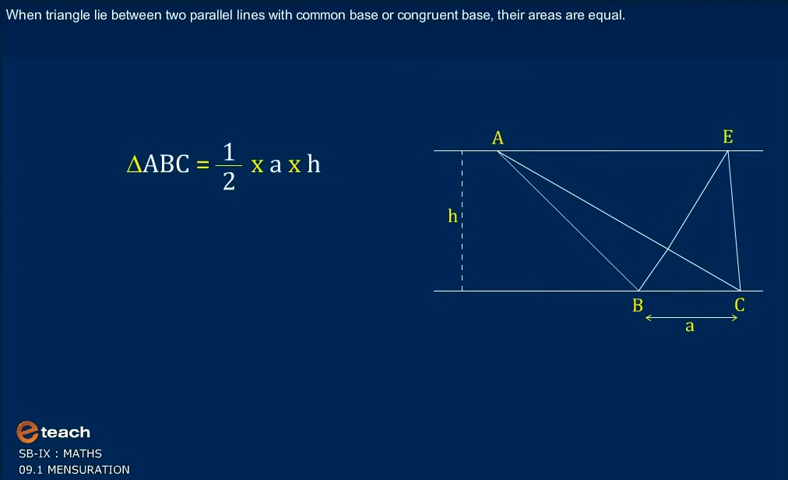 When triangle lie between two parallel lines with common base or congruent base, their areas are equal.
A E
ΔABC = 1/2 x a x h
h
B C
a
e teach
SB-IX : MATHS
09.1 MENSURATION